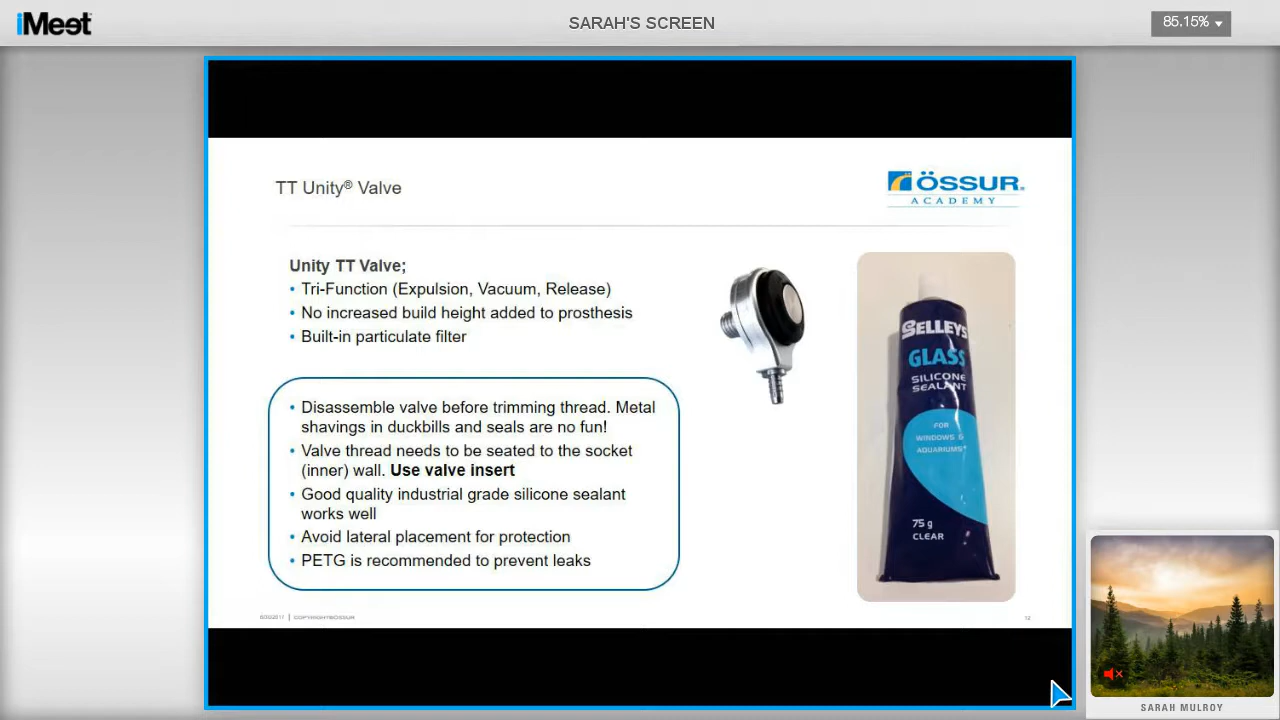 iMeet
SARAH'S SCREEN
85.15%
TT Unity® Valve
ÖSSUR®
ACADEMY
Unity TT Valve;
• Tri-Function (Expulsion, Vacuum, Release)
• No increased build height added to prosthesis
• Built-in particulate filter
• Disassemble valve before trimming thread. Metal
shavings in duckbills and seals are no fun!
• Valve thread needs to be seated to the socket
(inner) wall. Use valve insert
• Good quality industrial grade silicone sealant
works well
• Avoid lateral placement for protection
• PETG is recommended to prevent leaks
SELLEYS
GLASS
SILICONE
SEALANT
FOR
WINDOWS &
AQUARIUMS*
75 g
CLEAR
COPYRIGHT©OSSUR
12
SARAH MULROY